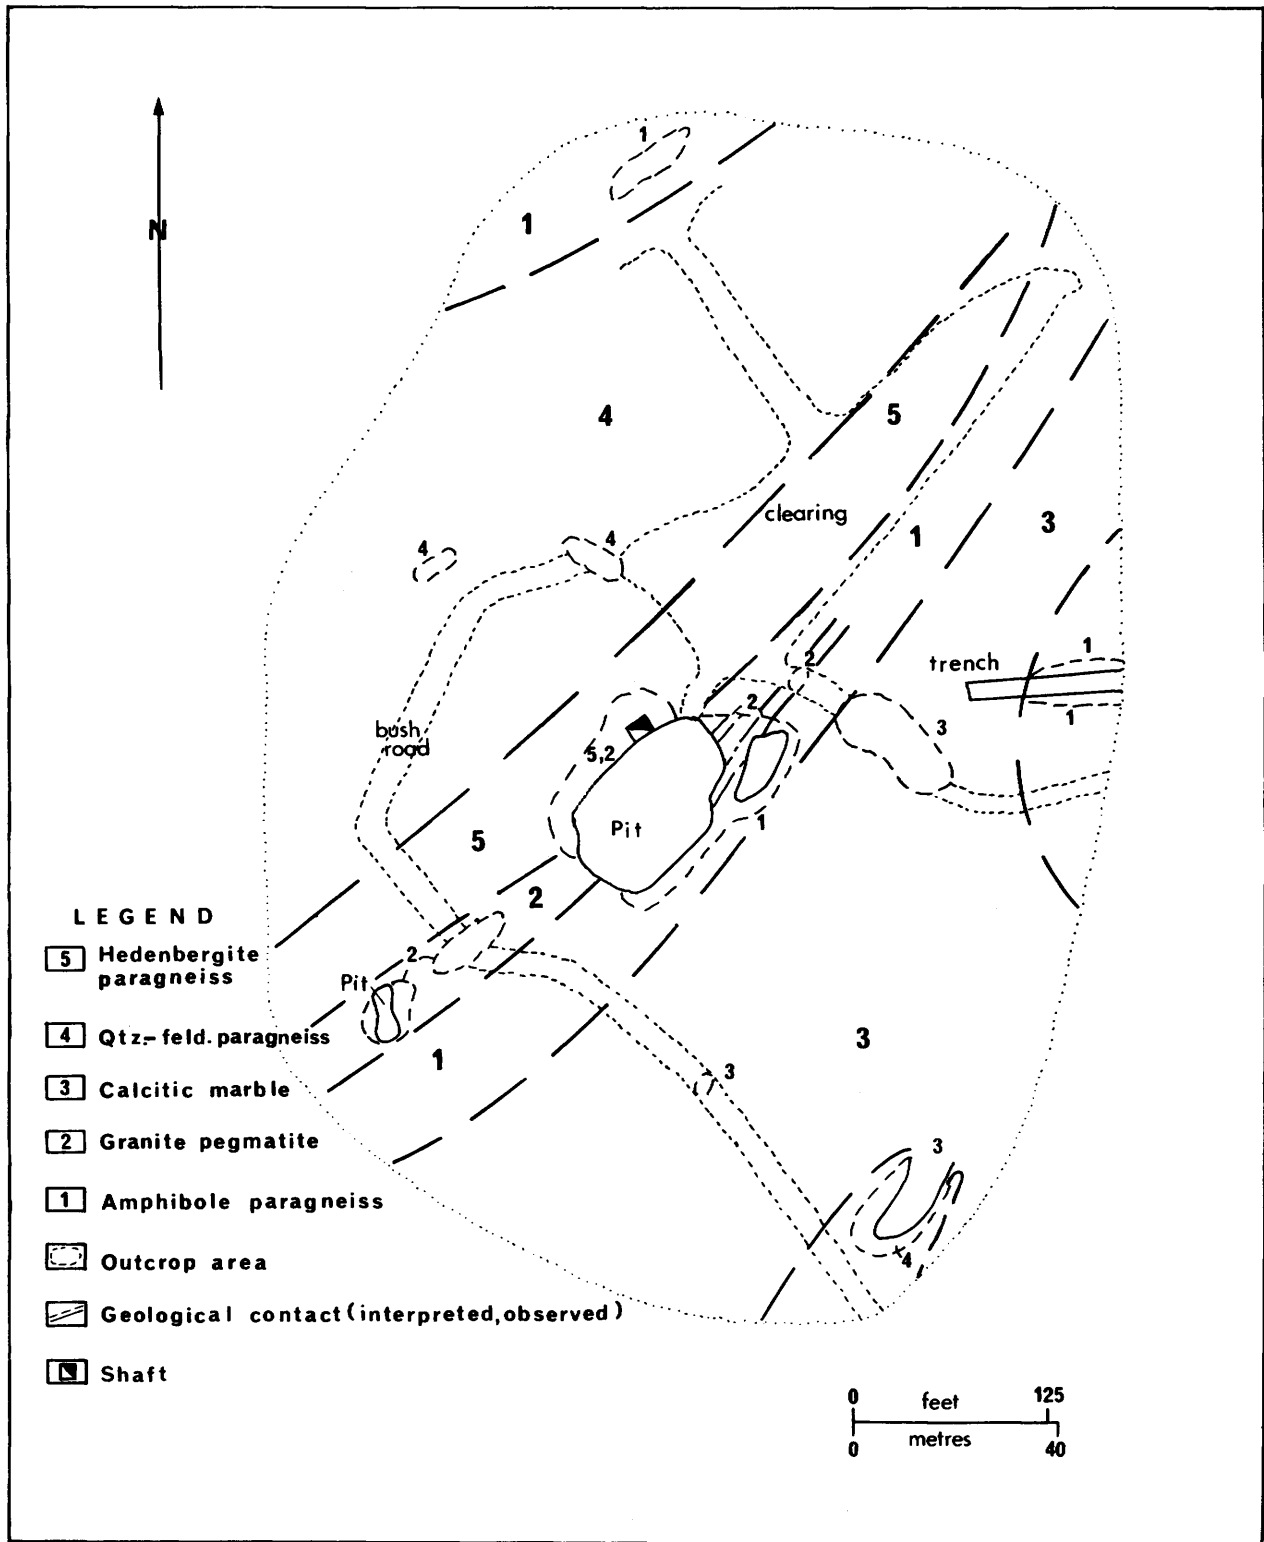 1
N
1
4
5
clearing
3
1
4
4
2
trench
1
1
bush
road
2
3
5,2
Pit
1
5
2
2
Pit
1
3
3
3
4
LEGEND
5 Hedenbergite
paragneiss
4 Qtz.-feld. paragneiss
3 Calcitic marble
2 Granite pegmatite
1 Amphibole paragneiss
Outcrop area
Geological contact (interpreted, observed)
Shaft
0 feet 125
0 metres 40